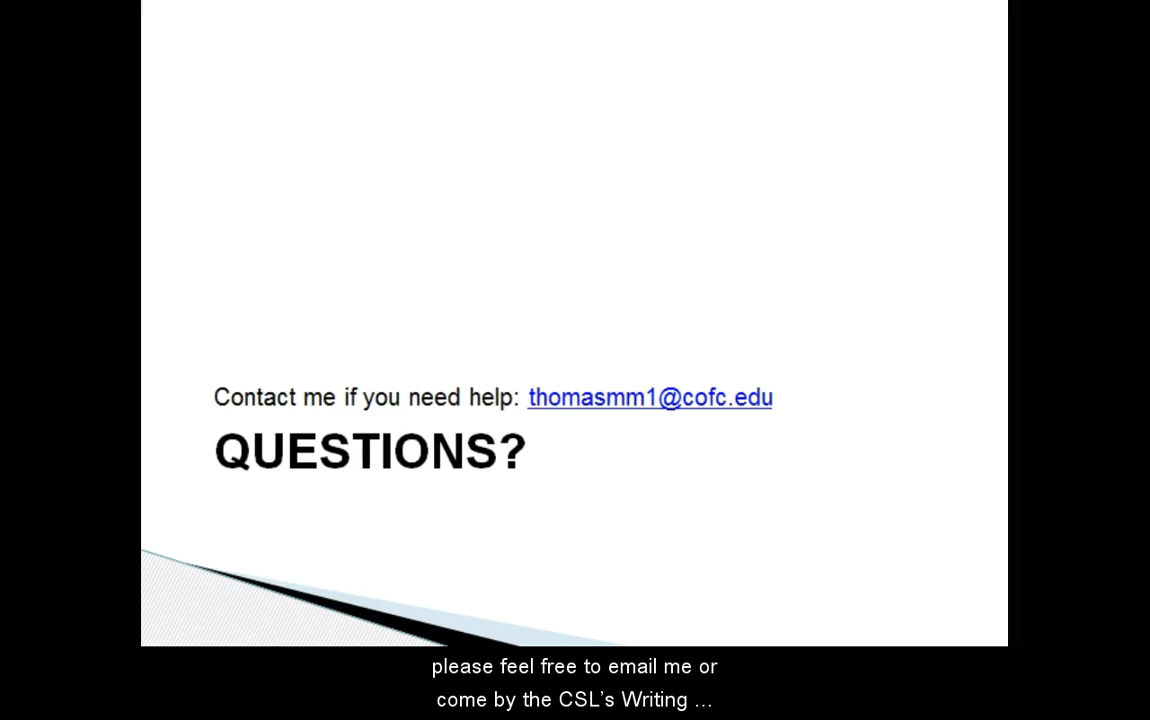 Contact me if you need help: thomasmm1@cofc.edu
QUESTIONS?
please feel free to email me or
come by the CSL’s Writing ...